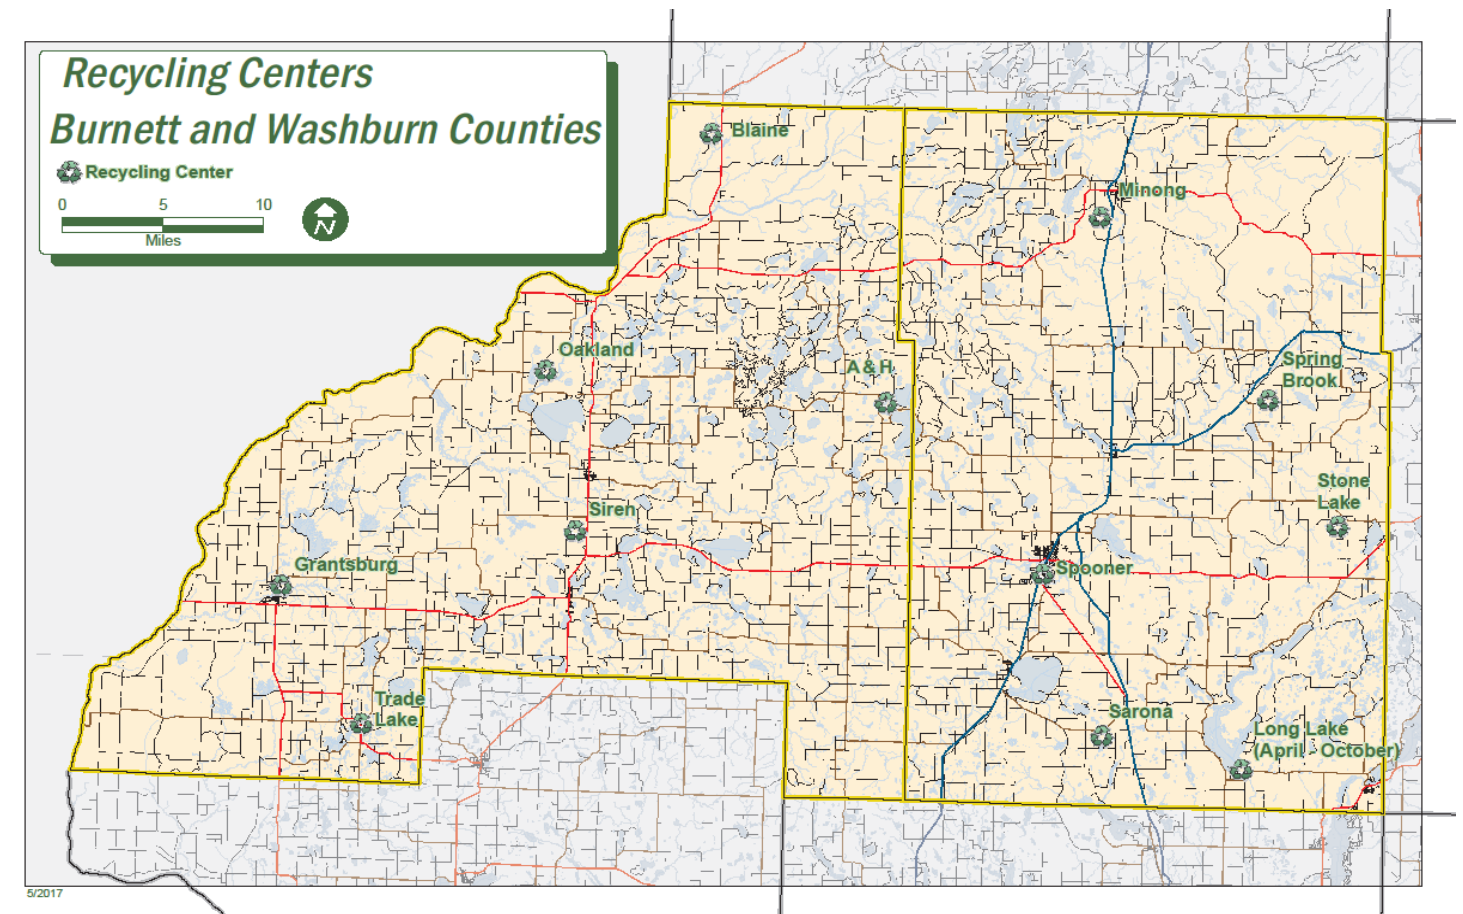 Recycling Centers
Burnett and Washburn Counties
Recycling Center
0 5 10
Miles
N
Blaine
Minong
Oakland
A & H
Spring
Brook
Stone
Lake
Siren
Grantsburg
Spooner
Trade
Lake
Sarona
Long Lake
(April - October)
5/2017